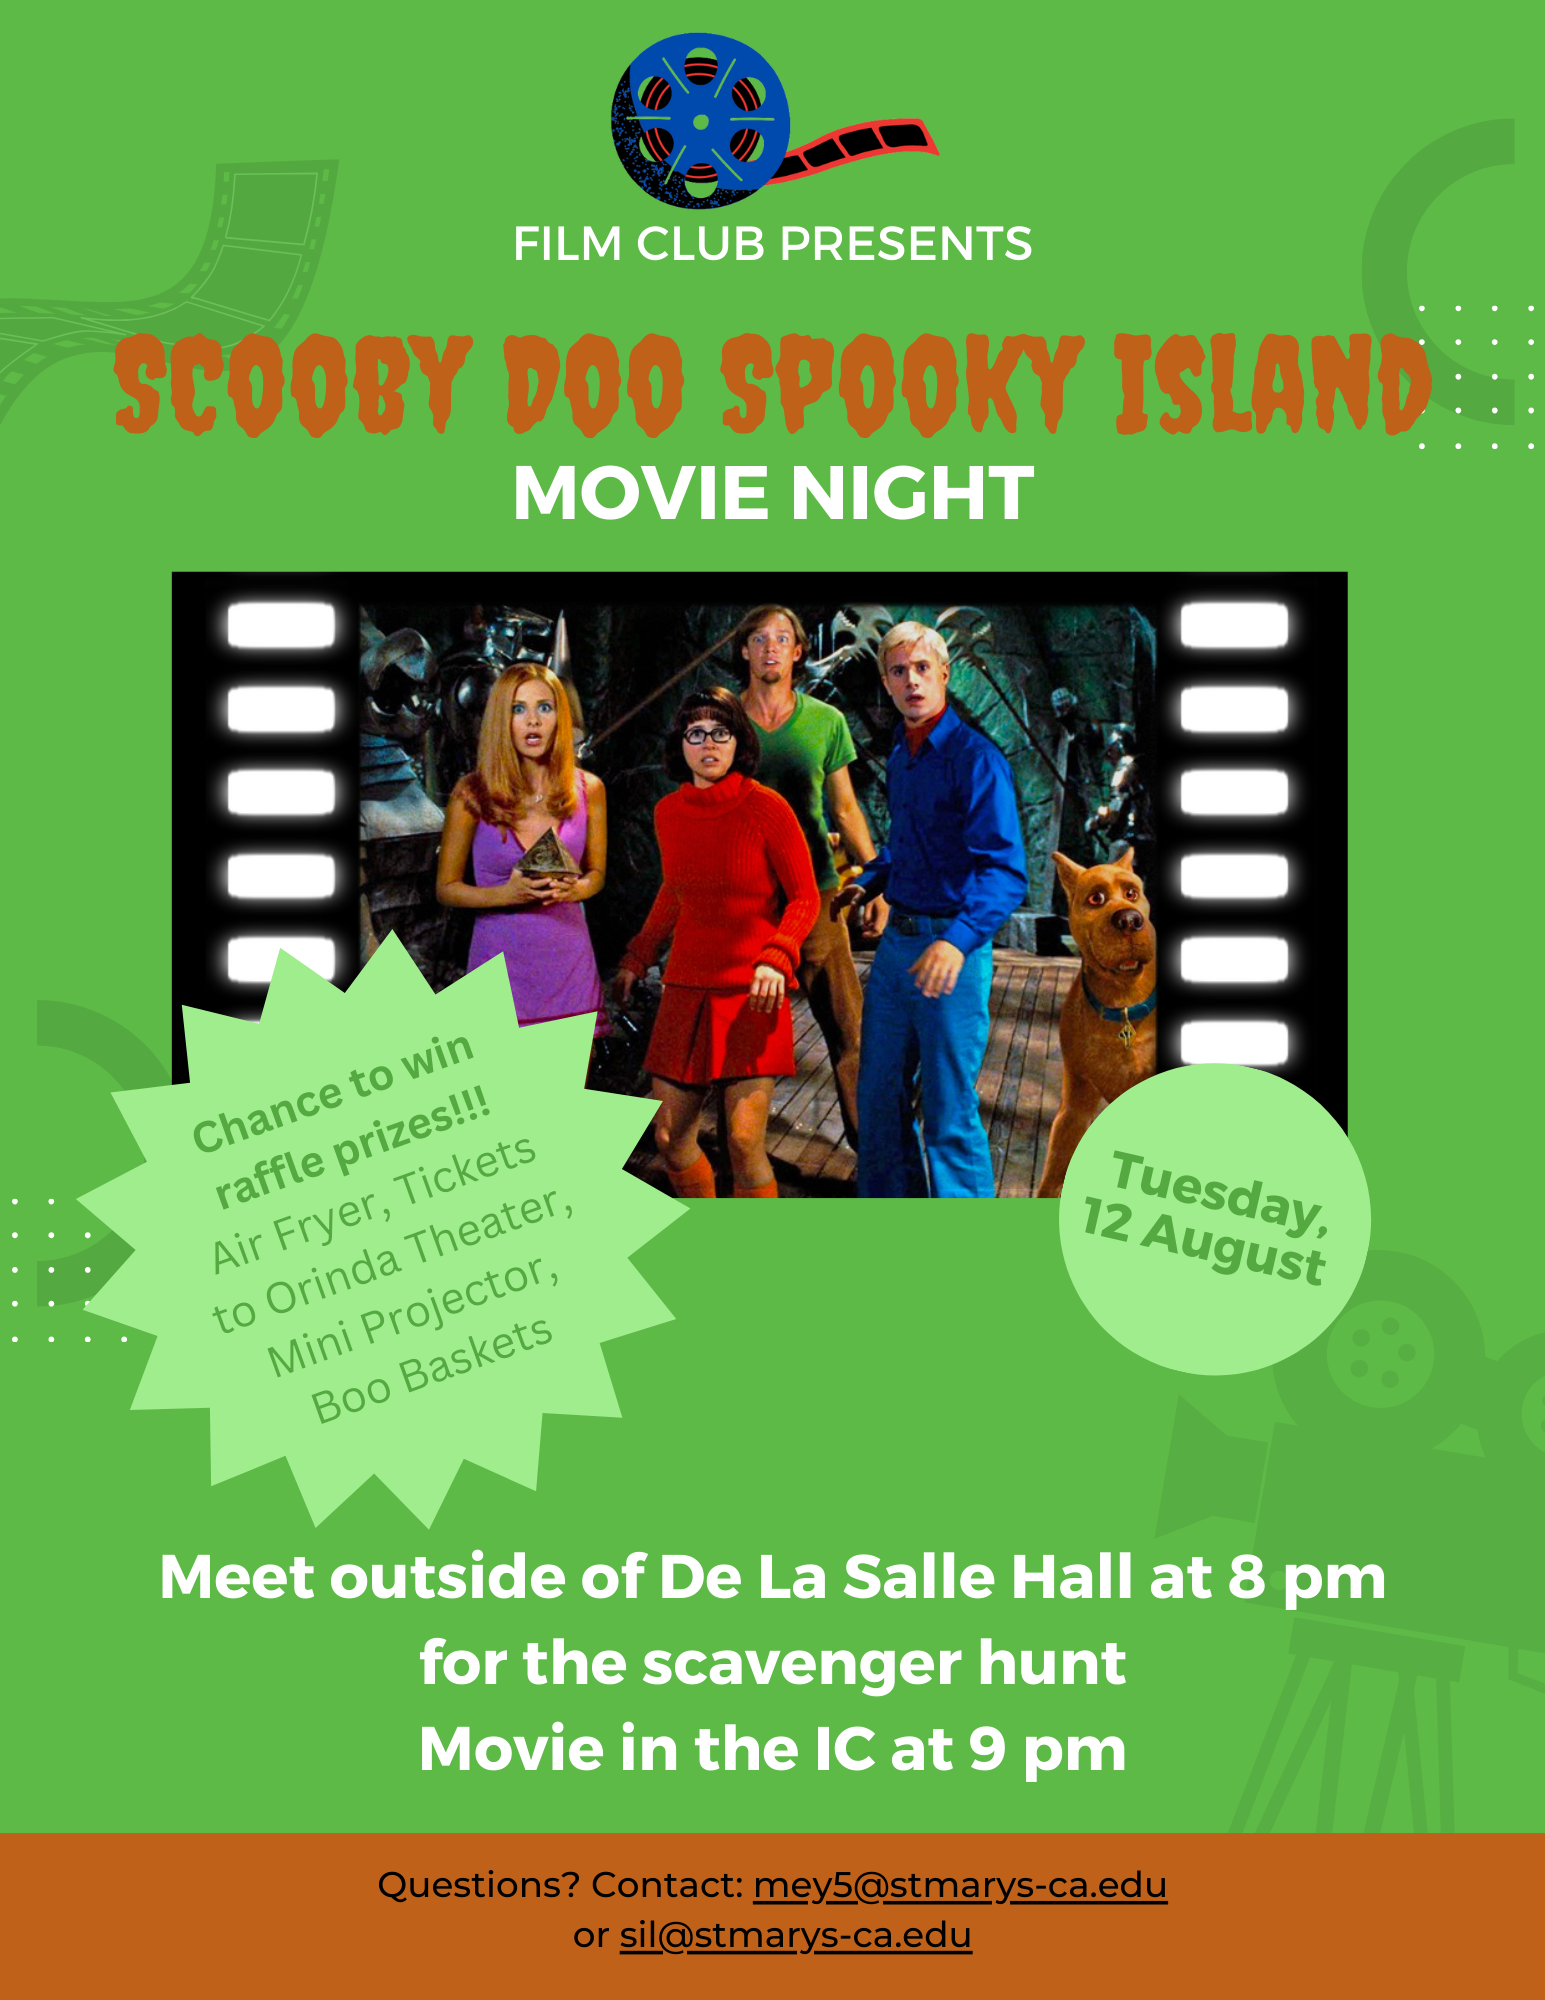 FILM CLUB PRESENTS
SCOOBY DOO SPOOKY ISLAND
MOVIE NIGHT
Chance to win
raffle prizes!!!
Air Fryer, Tickets
to Orinda Theater,
Mini Projector,
Boo Baskets
Tuesday,
12 August
Meet outside of De La Salle Hall at 8 pm
for the scavenger hunt
Movie in the IC at 9 pm
Questions? Contact: mey5@stmarys-ca.edu
or sil@stmarys-ca.edu